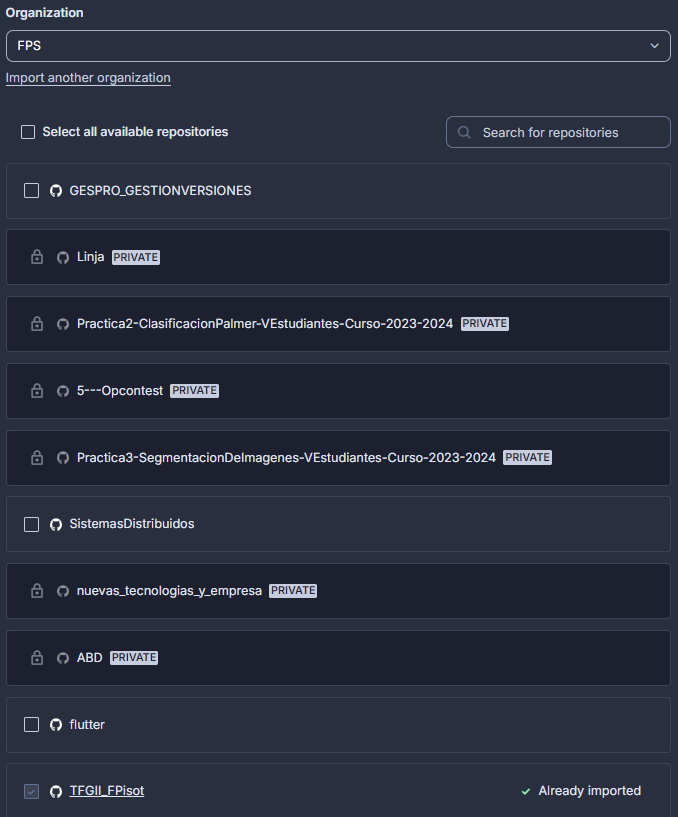 Organization
FPS
Import another organization
Select all available repositories
Search for repositories
GESPRO_GESTIONVERSIONES
Linja PRIVATE
Practica2-ClasificacionPalmer-VEstudiantes-Curso-2023-2024 PRIVATE
5---Opcontest PRIVATE
Practica3-SegmentacionDeImagenes-VEstudiantes-Curso-2023-2024 PRIVATE
SistemasDistribuidos
nuevas_tecnologias_y_empresa PRIVATE
ABD PRIVATE
flutter
TFGII_FPisot Already imported